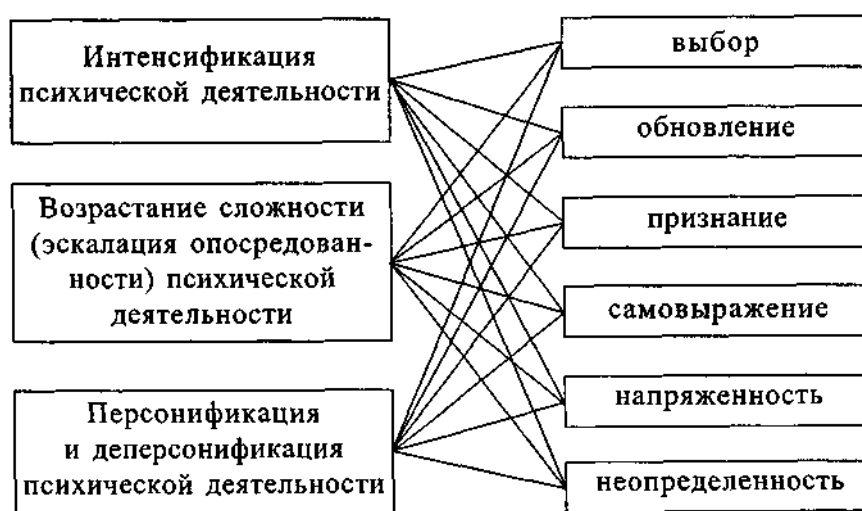 Интенсификация
психической деятельности
Возрастание сложности
(эскалация опосредован-
ности) психической
деятельности
Персонификация
и деперсонификация
психической деятельности
выбор
обновление
признание
самовыражение
напряженность
неопределенность